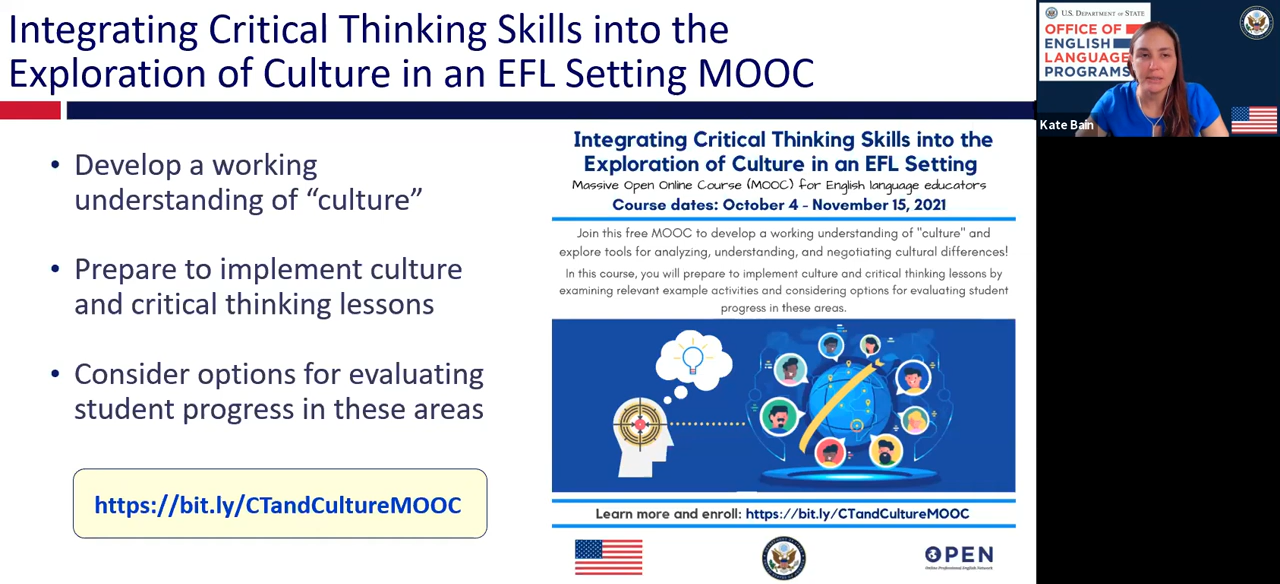 Integrating Critical Thinking Skills into the
Exploration of Culture in an EFL Setting MOOC
• Develop a working
understanding of “culture”
• Prepare to implement culture
and critical thinking lessons
• Consider options for evaluating
student progress in these areas
https://bit.ly/CTandCultureMOOC
Integrating Critical Thinking Skills into the
Exploration of Culture in an EFL Setting
Massive Open Online Course (MOOC) for English language educators
Course dates: October 4 - November 15, 2021
Join this free MOOC to develop a working understanding of "culture" and
explore tools for analyzing, understanding, and negotiating cultural differences!
In this course, you will prepare to implement culture and critical thinking lessons by
examining relevant example activities and considering options for evaluating student
progress in these areas.
Learn more and enroll: https://bit.ly/CTandCultureMOOC
OPEN
Online Professional English Network
U.S. DEPARTMENT OF STATE
OFFICE OF
ENGLISH
LANGUAGE
PROGRAMS
Kate Bain